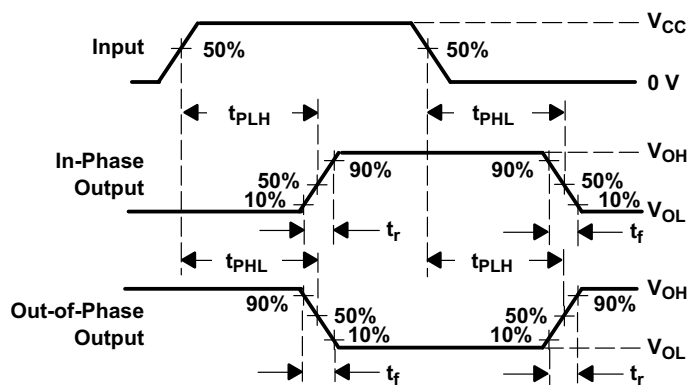 V_CC
Input
50%
50%
0 V
t_PLH
t_PHL
V_OH
In-Phase
Output
90%
90%
50%
50%
10%
10%
V_OL
t_r
t_f
t_PHL
t_PLH
V_OH
Out-of-Phase
Output
90%
90%
50%
50%
10%
10%
V_OL
t_f
t_r